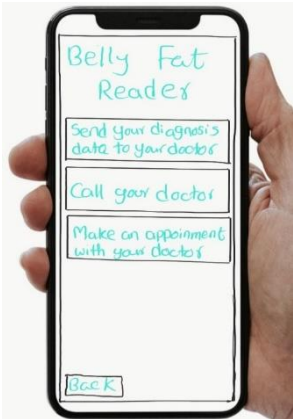 Belly Fat
Reader
Send your diagnosis
data to your doctor
Call your doctor
Make an appoinment
with your doctor
Back